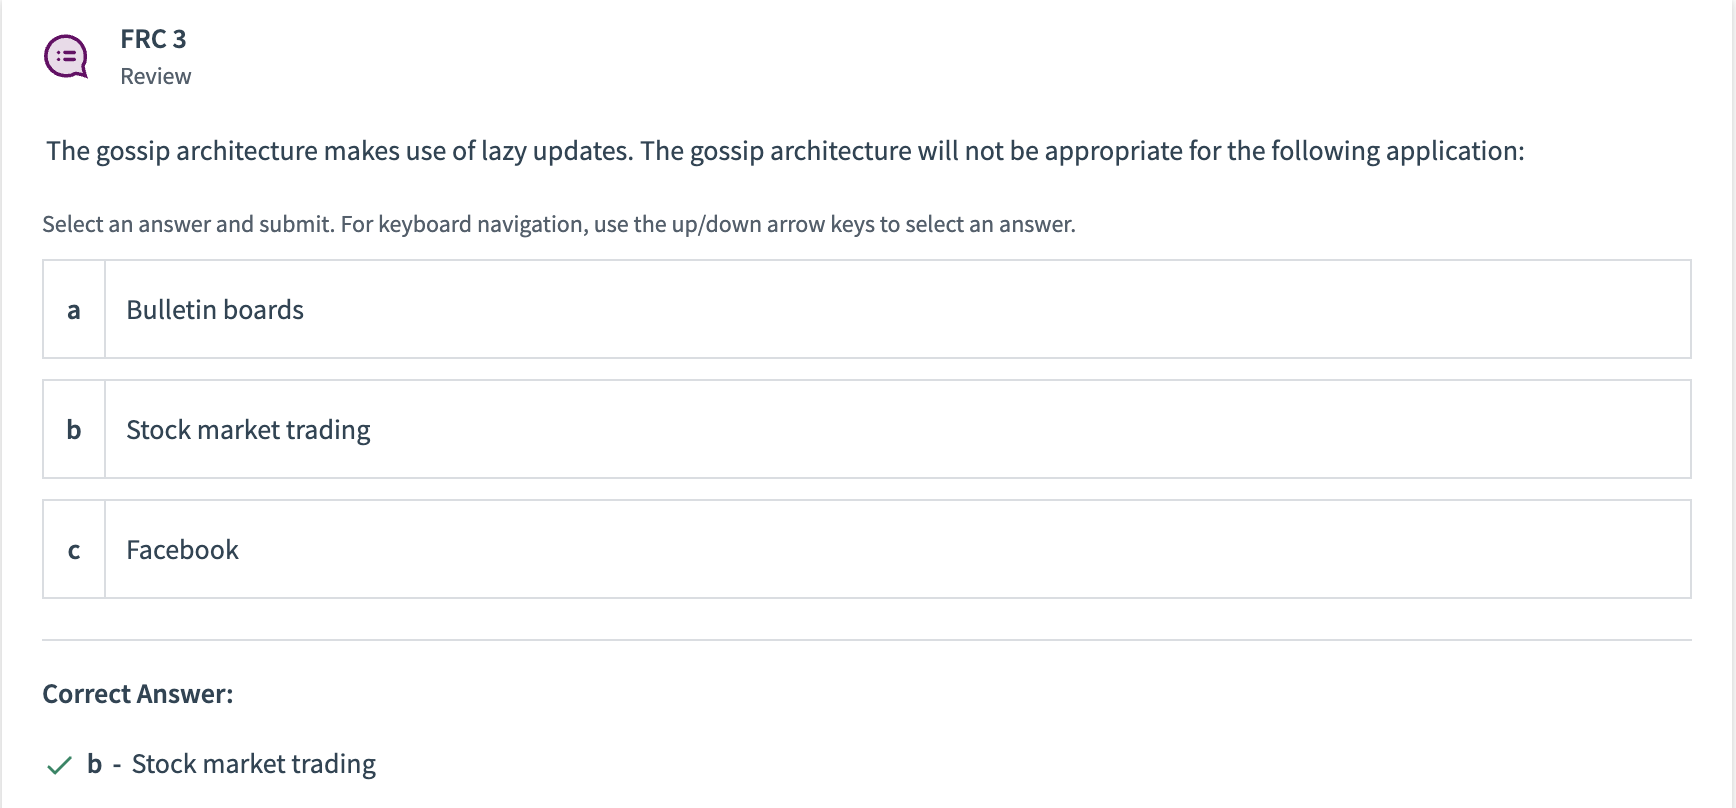 FRC 3
Review
The gossip architecture makes use of lazy updates. The gossip architecture will not be appropriate for the following application:
Select an answer and submit. For keyboard navigation, use the up/down arrow keys to select an answer.
a Bulletin boards
b Stock market trading
c Facebook
Correct Answer:
b - Stock market trading